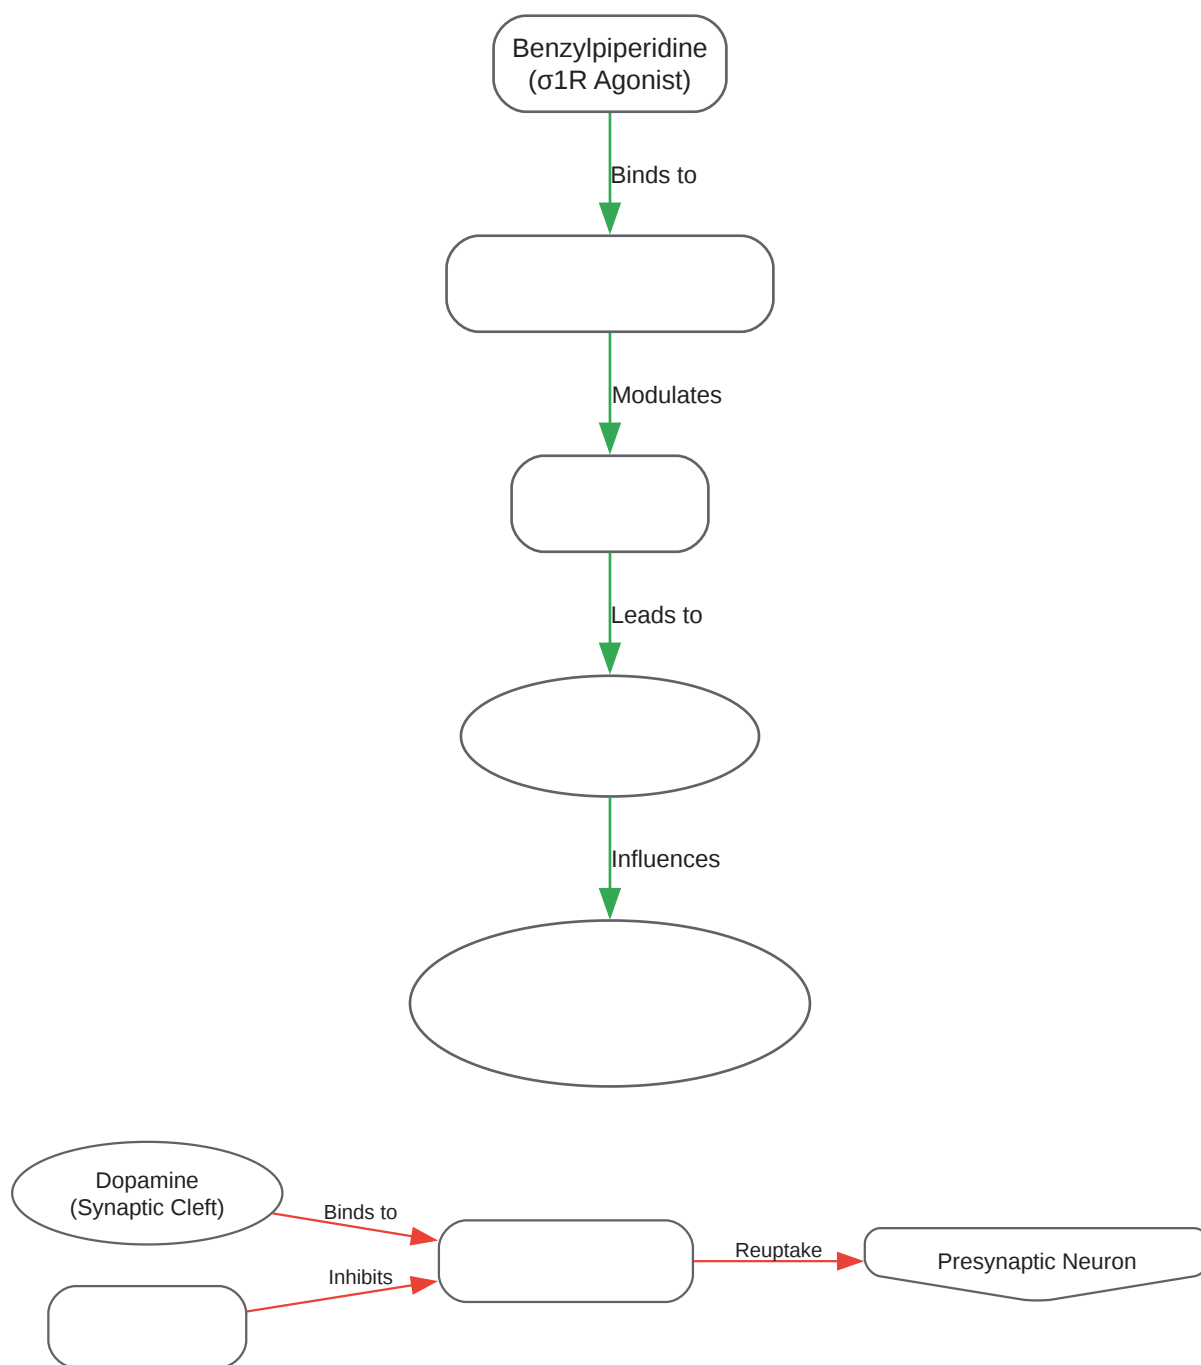 Benzylpiperidine
(σ1R Agonist)
Binds to
Modulates
Leads to
Influences
Dopamine
(Synaptic Cleft)
Binds to
Inhibits
Reuptake
Presynaptic Neuron